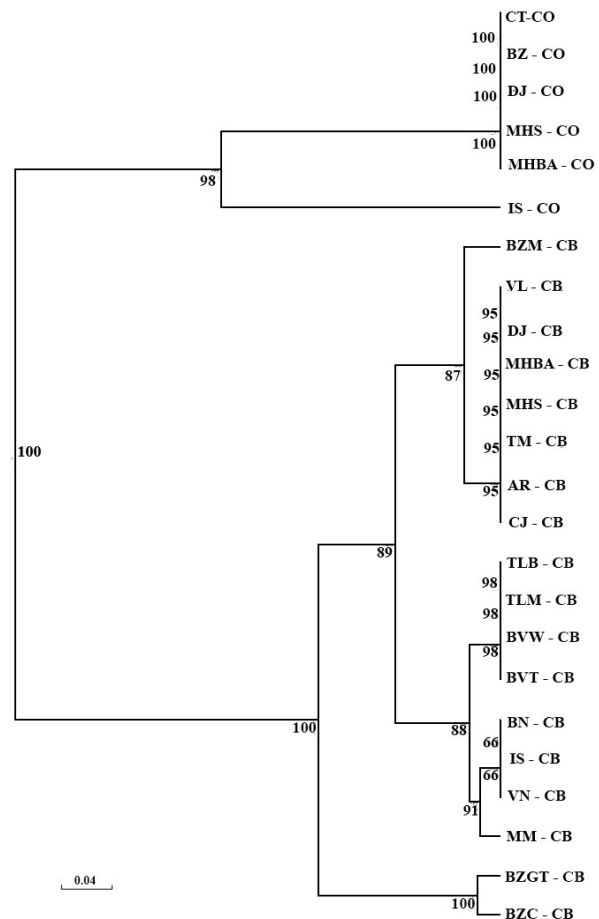 CT-CO
100
BZ - CO
100
DJ - CO
100
MHS - CO
100
MHBA - CO
98
IS - CO
BZM - CB
VL - CB
95
DJ - CB
95
MHBA - CB
87
95
MHS - CB
95
TM - CB
95
100
AR - CB
95
CJ - CB
89
TLB - CB
98
TLM - CB
98
BVW - CB
98
BVT - CB
BN - CB
100
88
66
IS - CB
66
VN - CB
91
MM - CB
0.04
BZGT - CB
100
BZC - CB